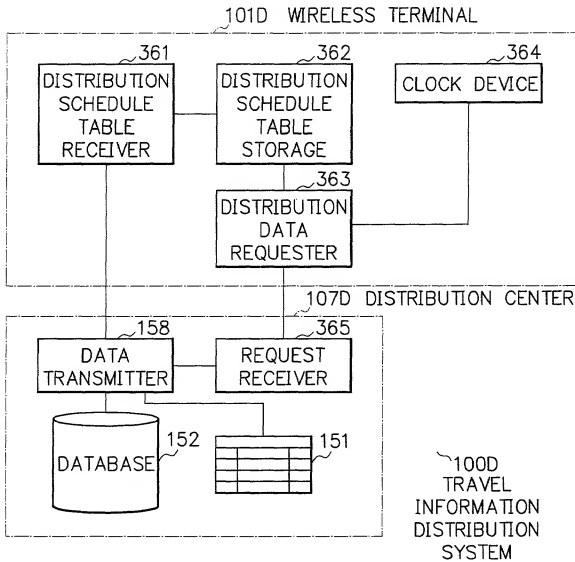 101D WIRELESS TERMINAL
361
DISTRIBUTION
SCHEDULE
TABLE
RECEIVER
362
DISTRIBUTION
SCHEDULE
TABLE
STORAGE
364
CLOCK DEVICE
363
DISTRIBUTION
DATA
REQUESTER
107D DISTRIBUTION CENTER
158
DATA
TRANSMITTER
365
REQUEST
RECEIVER
DATABASE
152
151
100D
TRAVEL
INFORMATION
DISTRIBUTION
SYSTEM